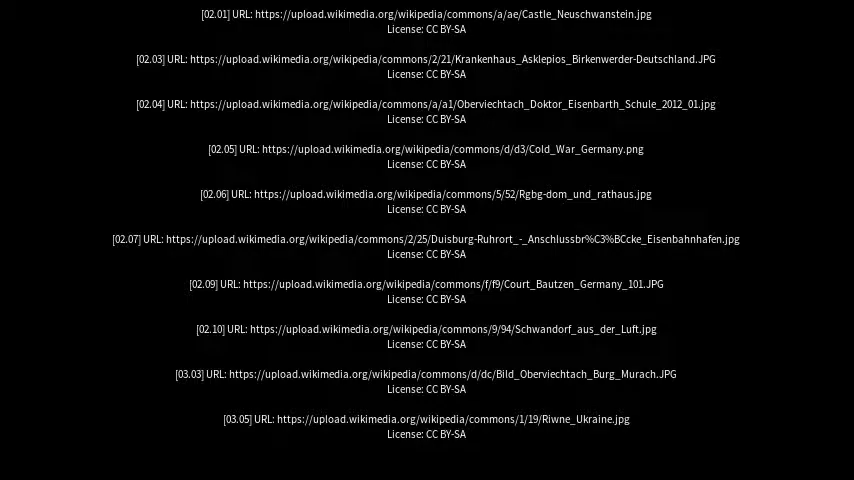 [02.01] URL: https://upload.wikimedia.org/wikipedia/commons/a/ae/Castle_Neuschwanstein.jpg
License: CC BY-SA
[02.03] URL: https://upload.wikimedia.org/wikipedia/commons/2/21/Krankenhaus_Asklepios_Birkenwerder-Deutschland.JPG
License: CC BY-SA
[02.04] URL: https://upload.wikimedia.org/wikipedia/commons/a/a1/Oberviechtach_Doktor_Eisenbarth_Schule_2012_01.jpg
License: CC BY-SA
[02.05] URL: https://upload.wikimedia.org/wikipedia/commons/d/d3/Cold_War_Germany.png
License: CC BY-SA
[02.06] URL: https://upload.wikimedia.org/wikipedia/commons/5/52/Rgbg-dom_und_rathaus.jpg
License: CC BY-SA
[02.07] URL: https://upload.wikimedia.org/wikipedia/commons/2/25/Duisburg-Ruhrort_-_Anschlussbr%C3%BCcke_Eisenbahnhafen.jpg
License: CC BY-SA
[02.09] URL: https://upload.wikimedia.org/wikipedia/commons/f/f9/Court_Bautzen_Germany_101.JPG
License: CC BY-SA
[02.10] URL: https://upload.wikimedia.org/wikipedia/commons/9/94/Schwandorf_aus_der_Luft.jpg
License: CC BY-SA
[03.03] URL: https://upload.wikimedia.org/wikipedia/commons/d/dc/Bild_Oberviechtach_Burg_Murach.JPG
License: CC BY-SA
[03.05] URL: https://upload.wikimedia.org/wikipedia/commons/1/19/Riwne_Ukraine.jpg
License: CC BY-SA